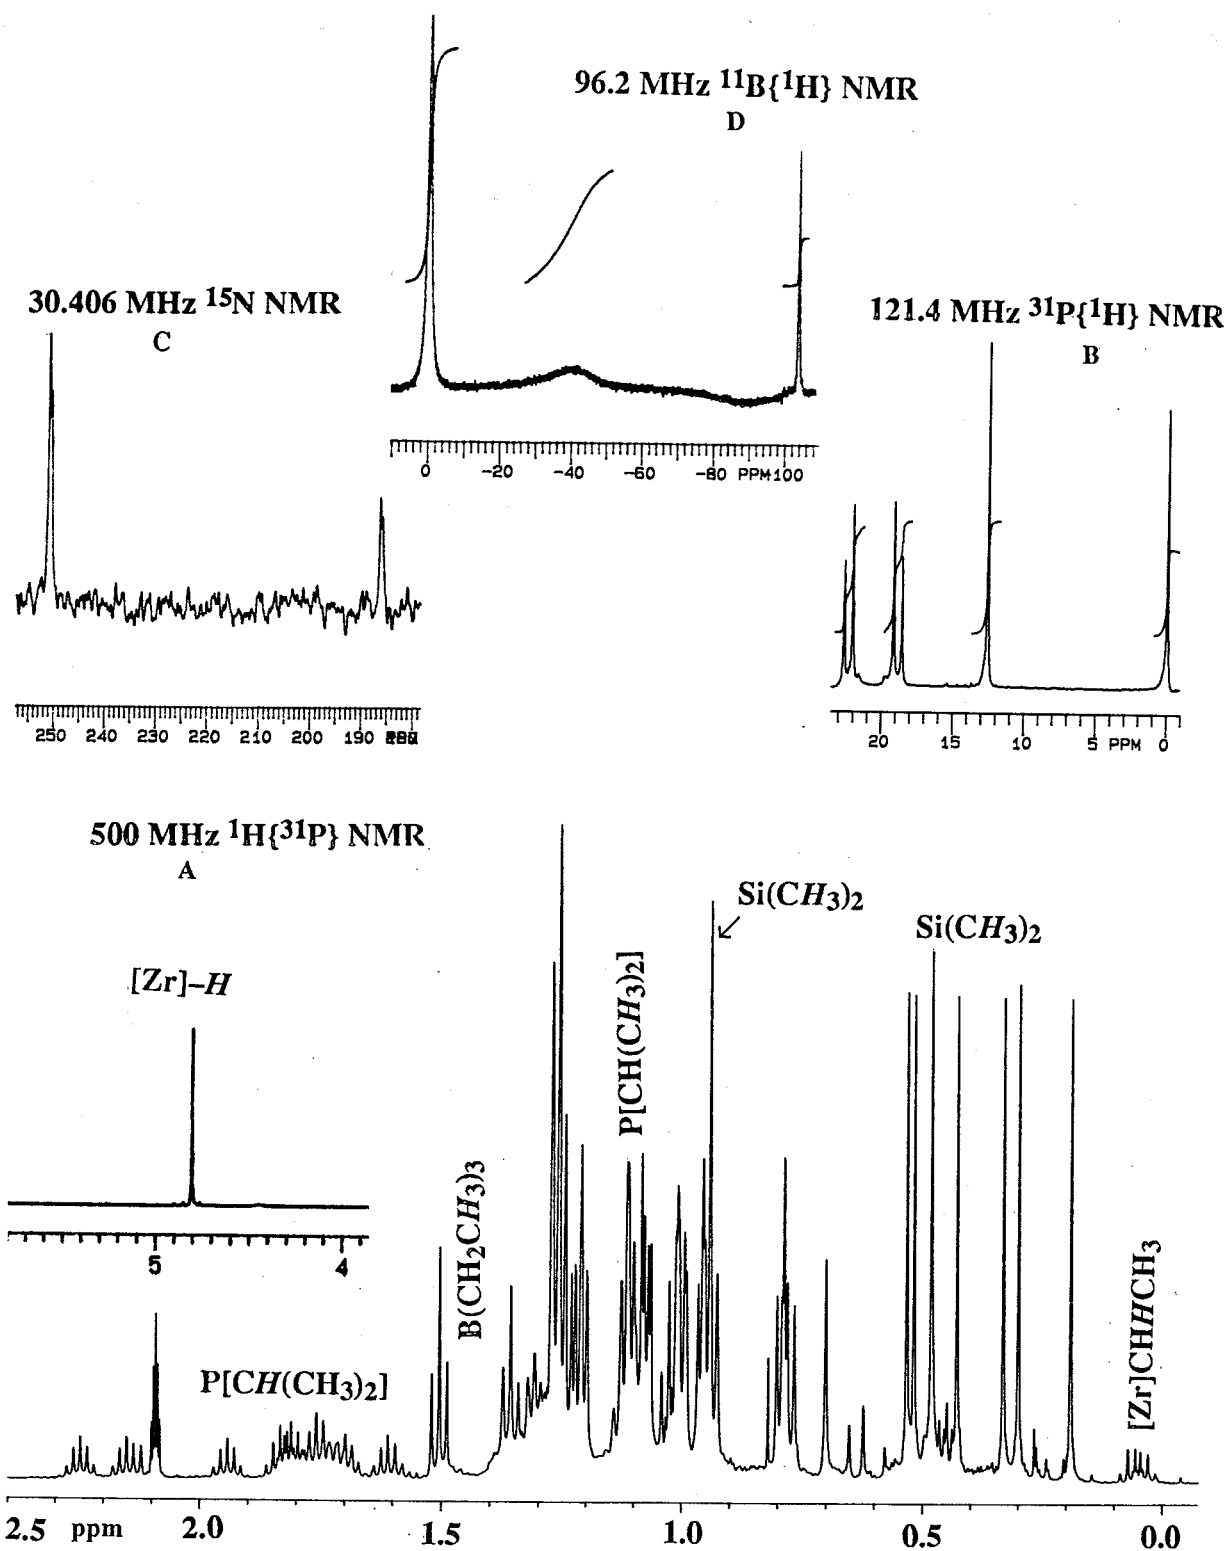 96.2 MHz ¹¹B{¹H} NMR
D
0 -20 -40 -60 -80 PPM 100
30.406 MHz ¹⁵N NMR
C
250 240 230 220 210 200 190
121.4 MHz ³¹P{¹H} NMR
B
20 15 10 5 PPM 0
500 MHz ¹H{³¹P} NMR
A
[Zr]–H
5 4
P[CH(CH3)2]
B(CH2CH3)3
P[CH(CH3)2]
Si(CH3)2
Si(CH3)2
[Zr]CHHCH3
2.5 ppm 2.0 1.5 1.0 0.5 0.0